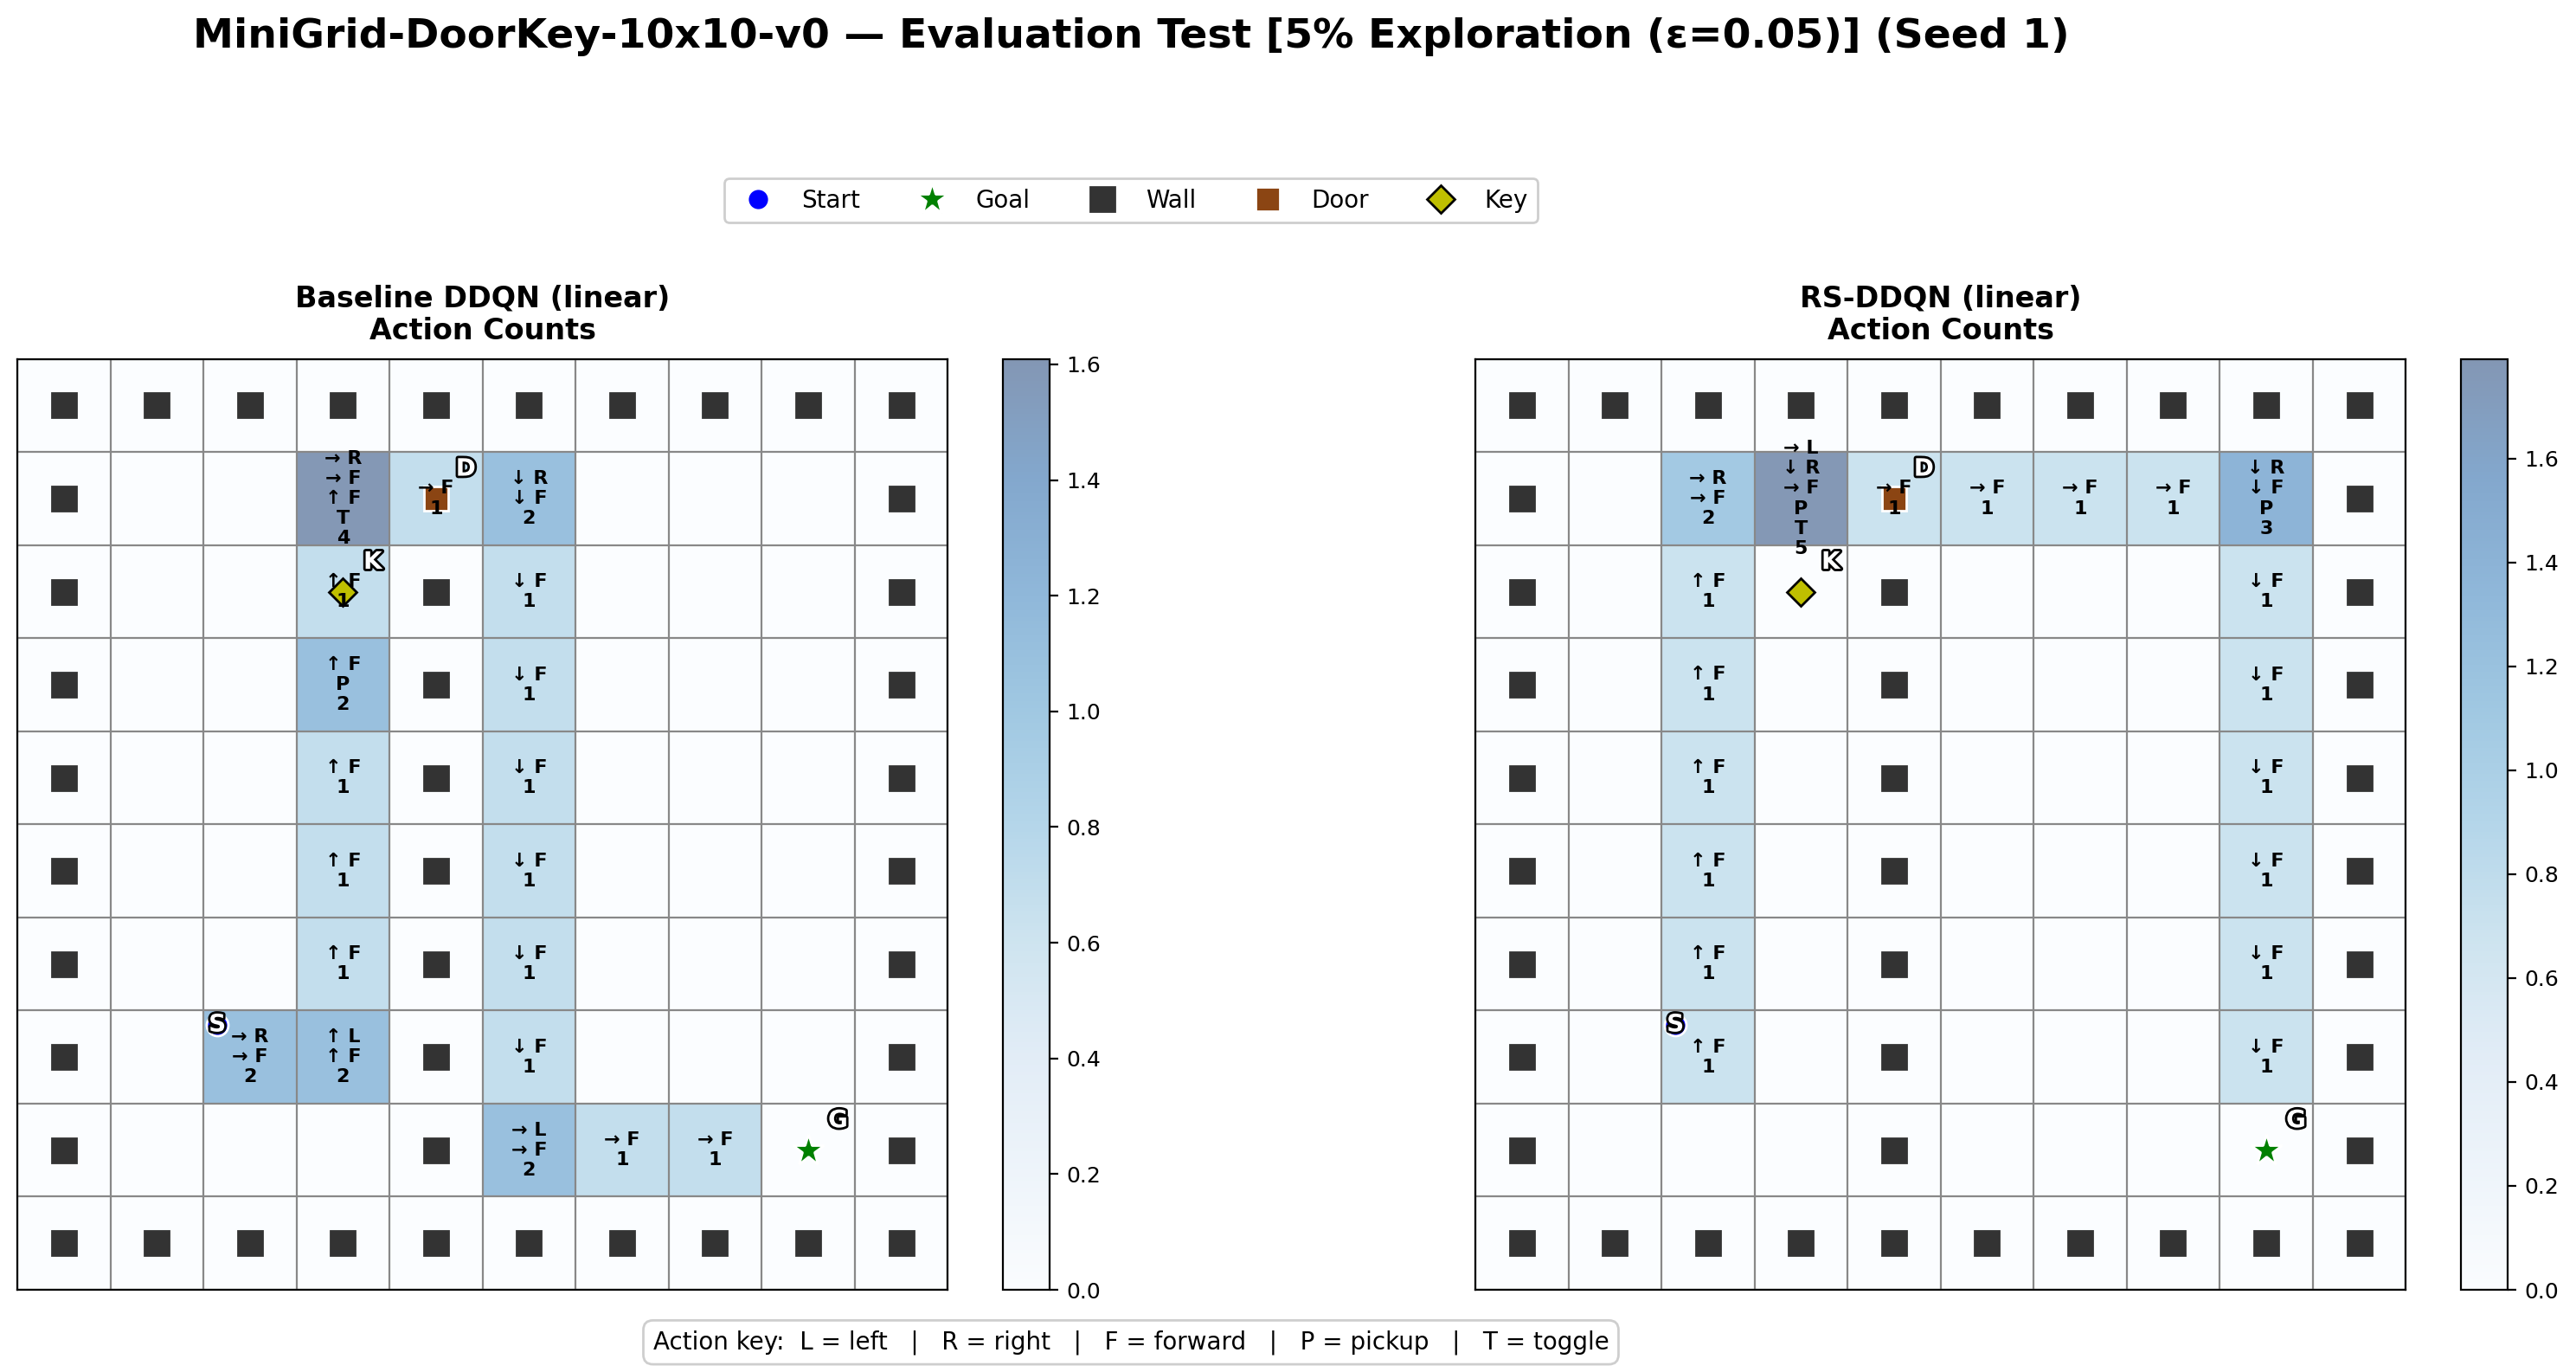 MiniGrid-DoorKey-10x10-v0 — Evaluation Test [5% Exploration (ε=0.05)] (Seed 1)
Start Goal Wall Door Key
Baseline DDQN (linear)
Action Counts
→ R
→ F
↑ F
T
4
D
→ F
1
↓ R
↓ F
2
K
↑ F
1
↓ F
1
↑ F
P
2
↓ F
1
↑ F
1
↓ F
1
↑ F
1
↓ F
1
↑ F
1
↓ F
1
S
→ R
→ F
2
↑ L
↑ F
2
↓ F
1
→ L
→ F
2
→ F
1
→ F
1
G
1.6
1.4
1.2
1.0
0.8
0.6
0.4
0.2
0.0
RS-DDQN (linear)
Action Counts
→ R
→ F
2
→ L
↓ R
→ F
P
T
5
D
→ F
1
→ F
1
→ F
1
→ F
1
↓ R
↓ F
P
3
↑ F
1
K
↓ F
1
↑ F
1
↓ F
1
↑ F
1
↓ F
1
↑ F
1
↓ F
1
↑ F
1
↓ F
1
S
↑ F
1
↓ F
1
G
1.6
1.4
1.2
1.0
0.8
0.6
0.4
0.2
0.0
Action key: L = left | R = right | F = forward | P = pickup | T = toggle